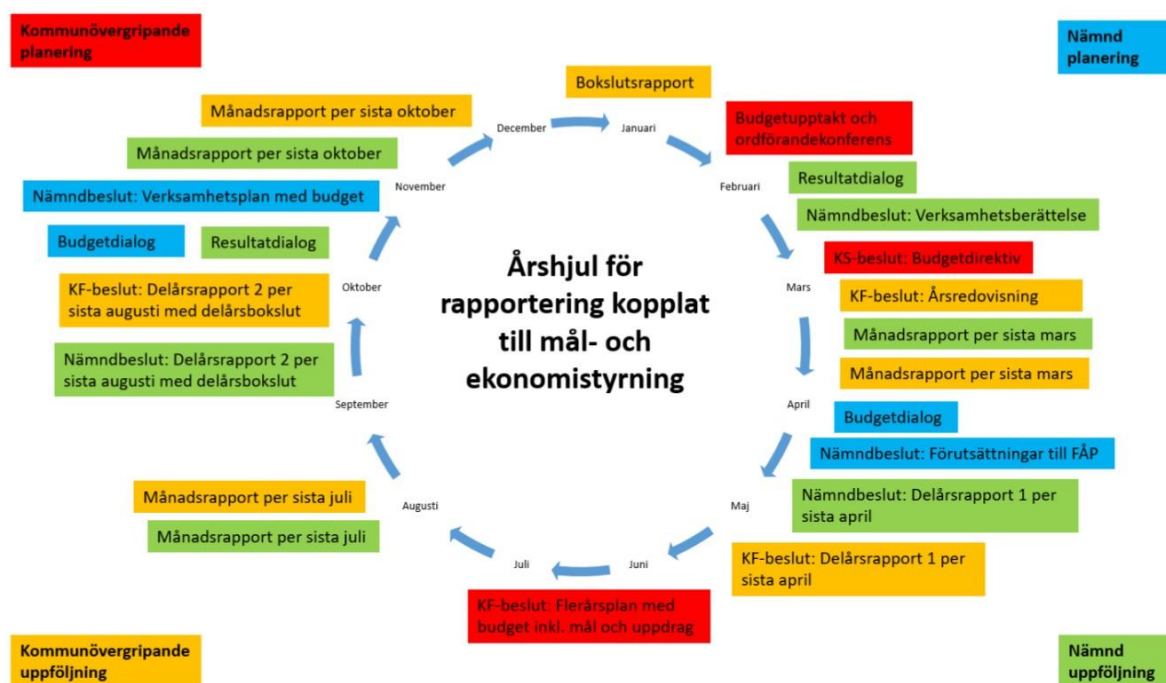 Kommunövergripande
planering
Nämnd
planering
Bokslutsrapport
Månadsrapport per sista oktober
December
Januari
Budgetupptakt och
ordförandekonferens
Månadsrapport per sista oktober
November
Februari
Resultatdialog
Nämndbeslut: Verksamhetsplan med budget
Nämndbeslut: Verksamhetsberättelse
Budgetdialog
Resultatdialog
KS-beslut: Budgetdirektiv
Årshjul för
rapportering kopplat
till mål- och
ekonomistyrning
KF-beslut: Delårsrapport 2 per
sista augusti med delårsbokslut
Oktober
Mars
KF-beslut: Årsredovisning
Månadsrapport per sista mars
Nämndbeslut: Delårsrapport 2 per
sista augusti med delårsbokslut
Månadsrapport per sista mars
September
April
Budgetdialog
Nämndbeslut: Förutsättningar till FÅP
Månadsrapport per sista juli
Augusti
Maj
Nämndbeslut: Delårsrapport 1 per
sista april
Månadsrapport per sista juli
KF-beslut: Delårsrapport 1 per
sista april
Juli
Juni
KF-beslut: Flerårsplan med
budget inkl. mål och uppdrag
Kommunövergripande
uppföljning
Nämnd
uppföljning